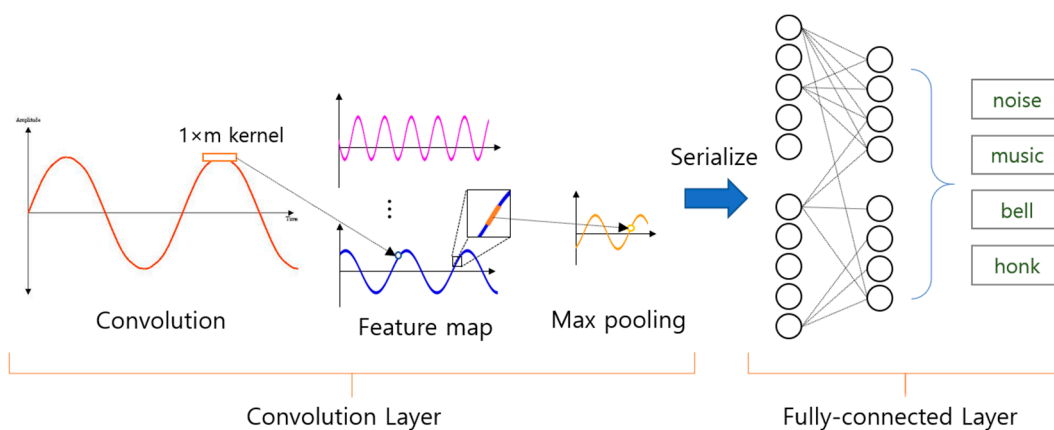 Amplitude
1×m kernel
Time
Convolution
⋮
Feature map
Max pooling
Convolution Layer
Serialize
noise
music
bell
honk
Fully-connected Layer